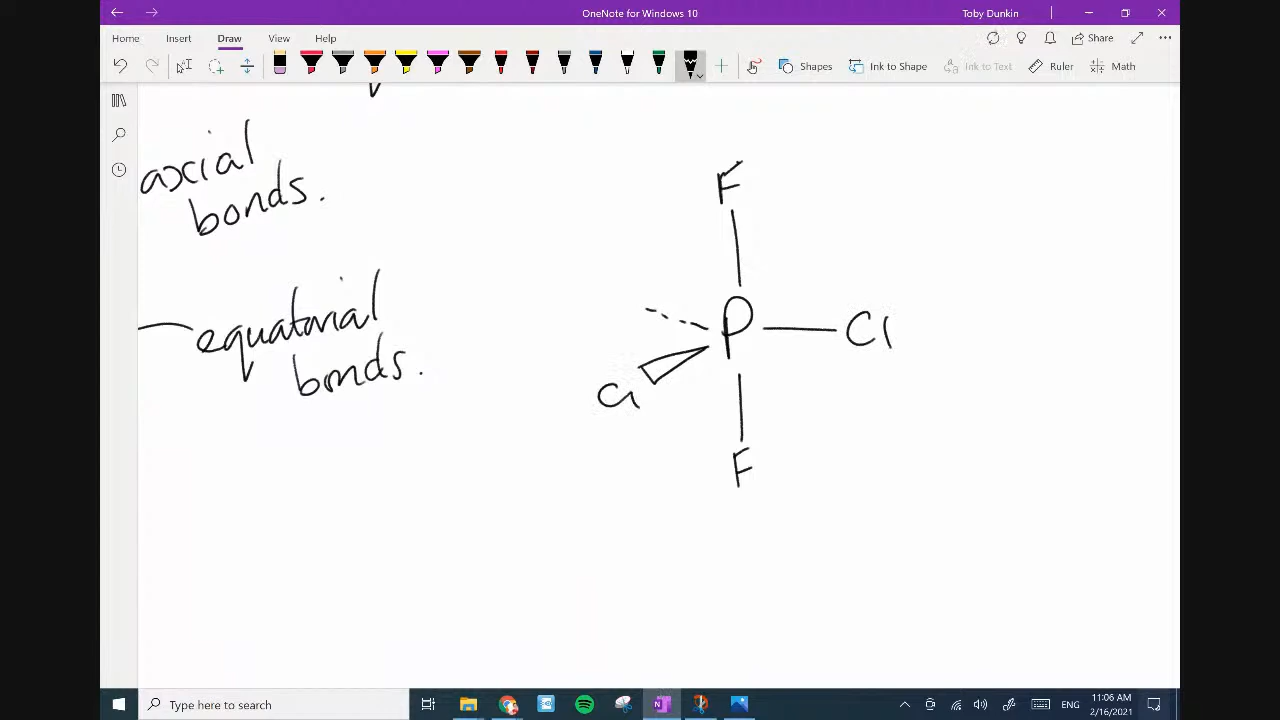 OneNote for Windows 10
Toby Dunkin
Home Insert Draw View Help
Share
Shapes Ink to Shape Ink to Text Ruler Math
axial
bonds.
equatorial
bonds.
F
P Cl
Cl
F
Type here to search
ENG
11:06 AM
2/16/2021